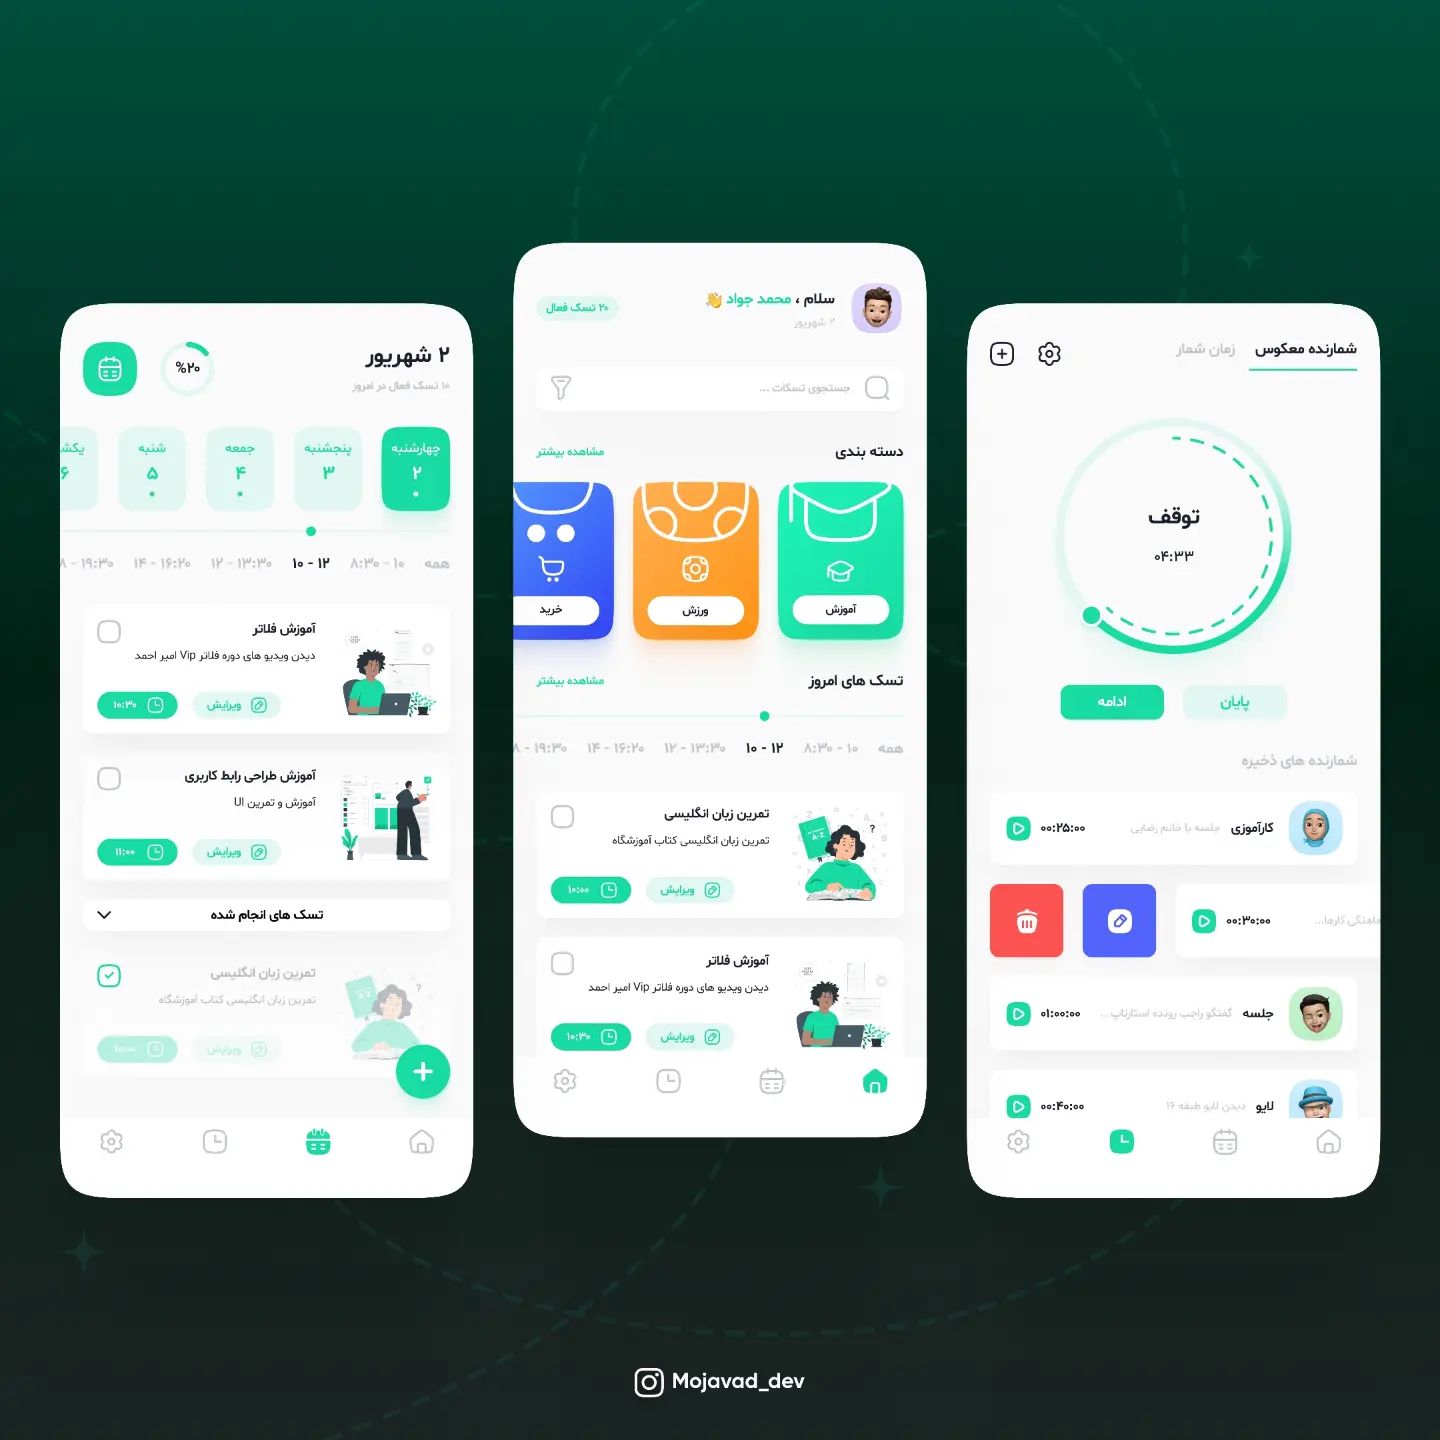 ۲ شهریور
%۲۰
۱۰ تسک فعال در امروز
چهارشنبه
۲
پنجشنبه
۳
جمعه
۴
شنبه
۵
یکش
۶
همه
۸:۳۰ - ۱۰
۱۰ - ۱۲
۱۲ - ۱۳:۳۰
۱۴ - ۱۶:۲۰
۸ - ۱۹:۳۰
آموزش فلاتر
دیدن ویدیو های دوره فلاتر Vip امیر احمد
ویرایش
۱۰:۳۰
آموزش طراحی رابط کاربری
آموزش و تمرین UI
ویرایش
۱۱:۰۰
تسک های انجام شده
تمرین زبان انگلیسی
تمرین زبان انگلیسی کتاب آموزشگاه
ویرایش
۱۰:۰۰
سلام ، محمد جواد 👋
۲ شهریور
۲۰ تسک فعال
جستجوی تسکات ...
دسته بندی
مشاهده بیشتر
آموزش
ورزش
خرید
تسک های امروز
مشاهده بیشتر
همه
۸:۳۰ - ۱۰
۱۰ - ۱۲
۱۲ - ۱۳:۳۰
۱۴ - ۱۶:۲۰
۸ - ۱۹:۳۰
تمرین زبان انگلیسی
تمرین زبان انگلیسی کتاب آموزشگاه
A-Z
ویرایش
۱۰:۰۰
آموزش فلاتر
دیدن ویدیو های دوره فلاتر Vip امیر احمد
ویرایش
۱۰:۳۰
شمارنده معکوس
زمان شمار
توقف
۰۴:۳۳
پایان
ادامه
شمارنده های ذخیره
کارآموزی
جلسه با خانم رضایی
۰۰:۲۵:۰۰
ماهنگی کارها...
۰۰:۳۰:۰۰
جلسه
گفتگو راجب رونده استارتاپ...
۰۱:۰۰:۰۰
لایو
دیدن لایو طبقه ۱۶
۰۰:۴۰:۰۰
Mojavad_dev